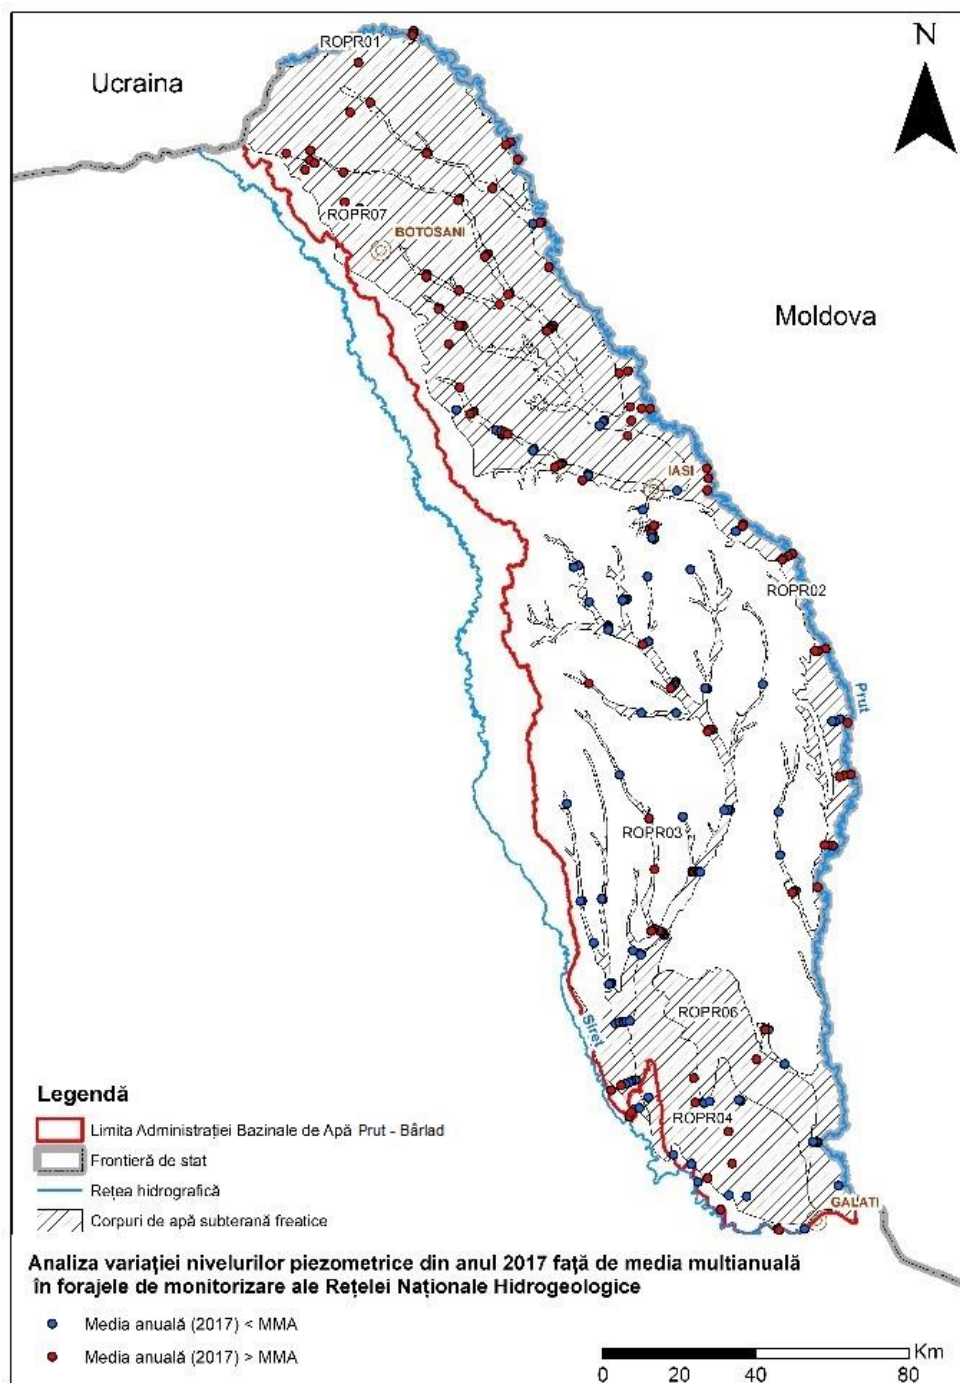 ROPR01
N
Ucraina
ROPR07
BOTOSANI
Moldova
IASI
ROPR02
Prut
ROPR03
ROPR06
Siret
ROPR04
GALATI
Legendă
Limita Administrației Bazinale de Apă Prut - Bârlad
Frontieră de stat
Rețea hidrografică
Corpuri de apă subterană freatice
Analiza variației nivelurilor piezometrice din anul 2017 față de media multianuală
în forajele de monitorizare ale Rețelei Naționale Hidrogeologice
Media anuală (2017) < MMA
Media anuală (2017) > MMA
Km
0 20 40 80